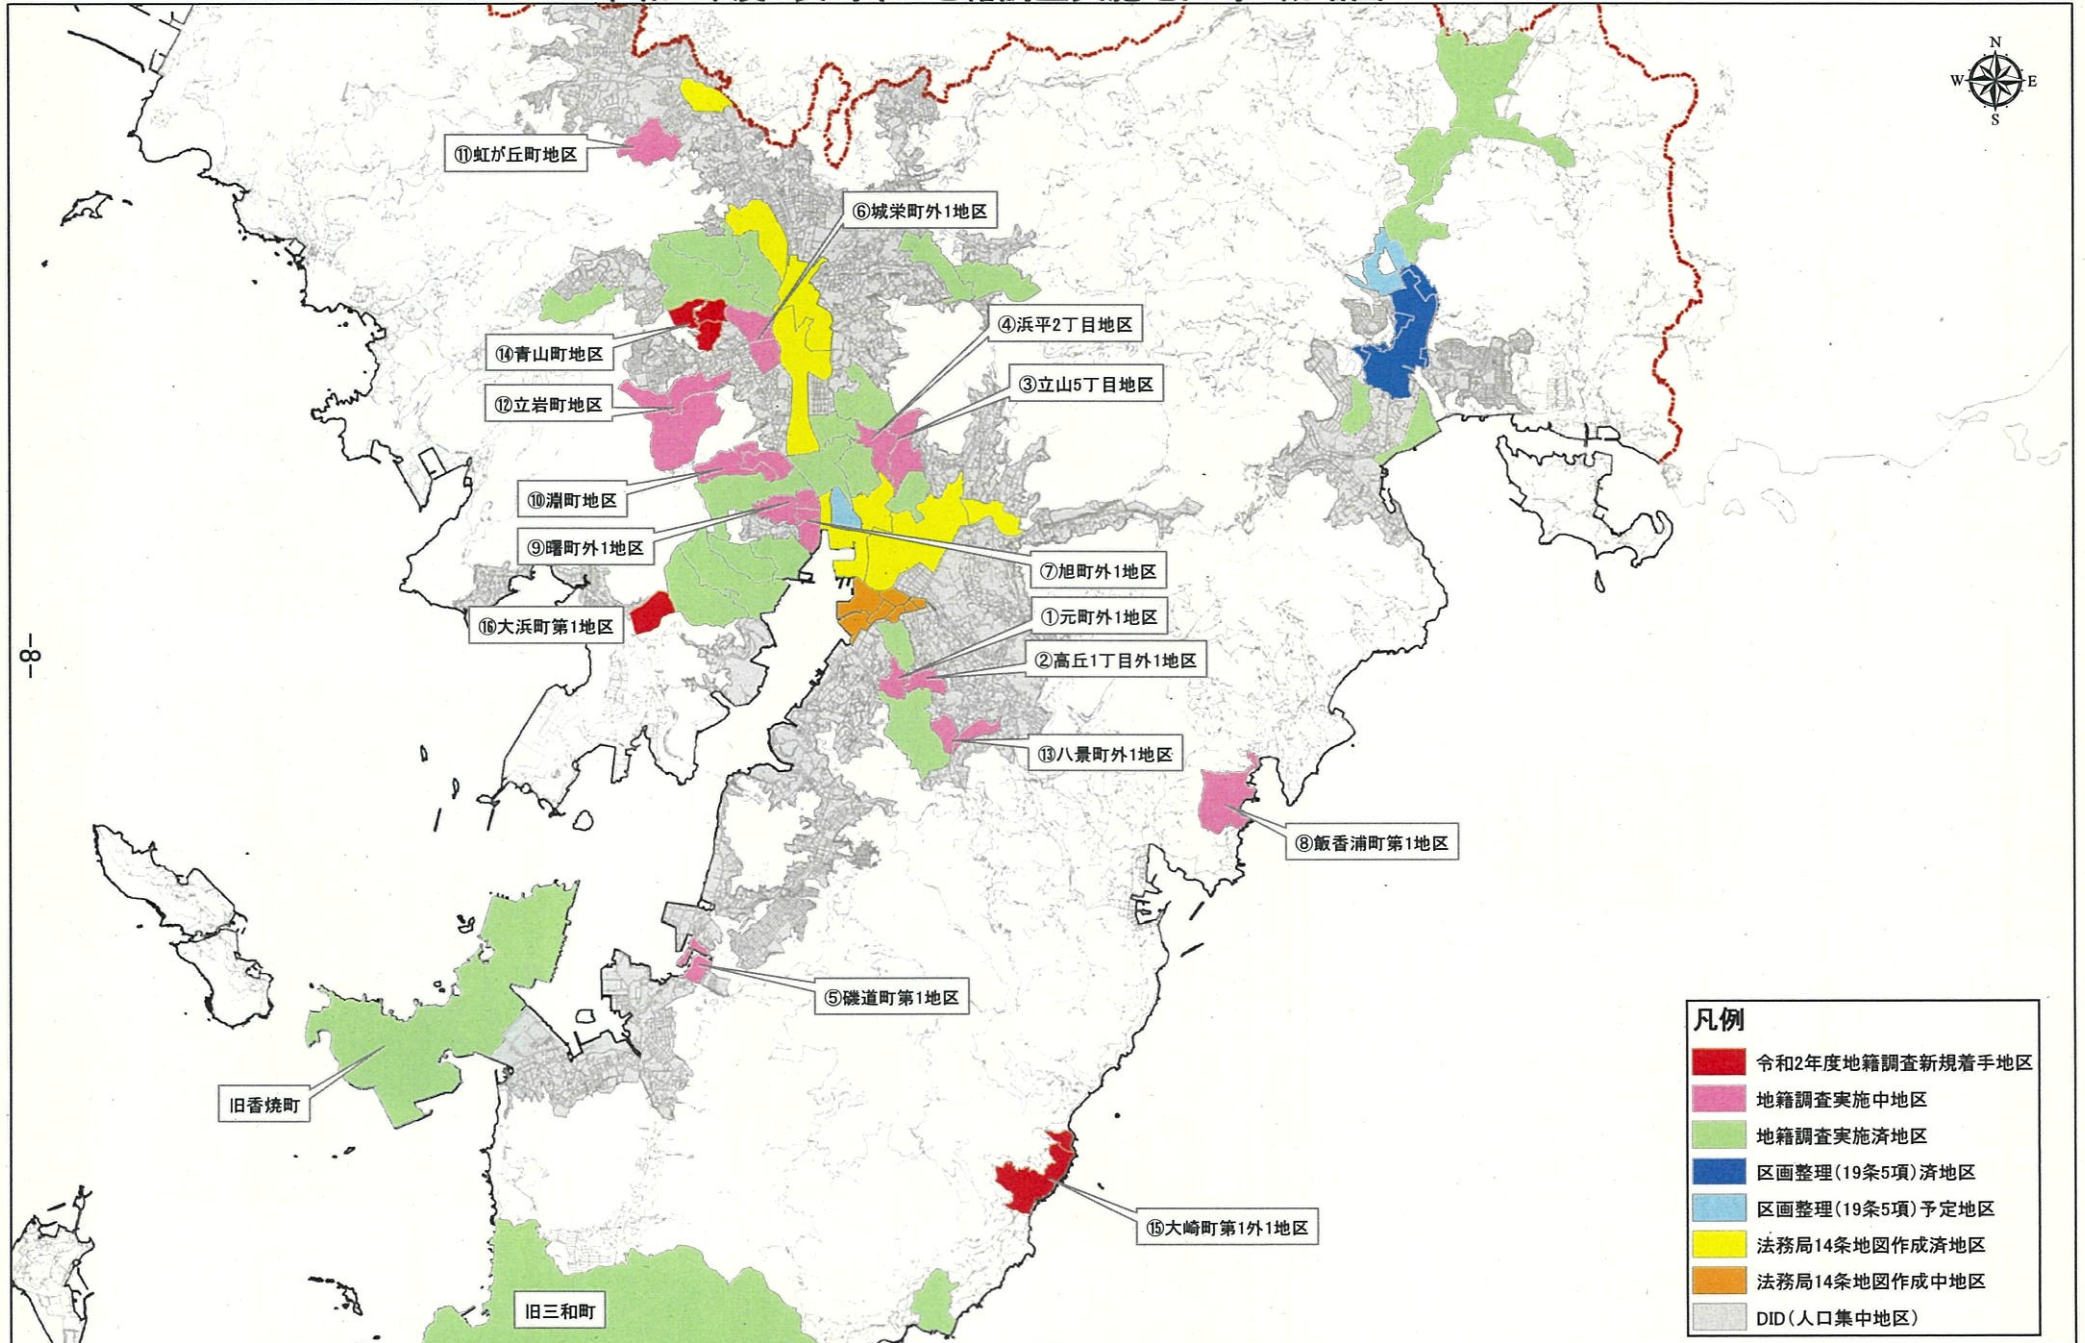 N
W E
S
⑪虹が丘町地区
⑥城栄町外1地区
④浜平2丁目地区
⑭青山町地区
③立山5丁目地区
⑫立岩町地区
⑩淵町地区
⑨曙町外1地区
⑦旭町外1地区
①元町外1地区
⑯大浜町第1地区
-8-
②高丘1丁目外1地区
⑬八景町外1地区
⑧飯香浦町第1地区
⑤磯道町第1地区
旧香焼町
⑮大崎町第1外1地区
旧三和町
凡例
令和2年度地籍調査新規着手地区
地籍調査実施中地区
地籍調査実施済地区
区画整理(19条5項)済地区
区画整理(19条5項)予定地区
法務局14条地図作成済地区
法務局14条地図作成中地区
DID(人口集中地区)